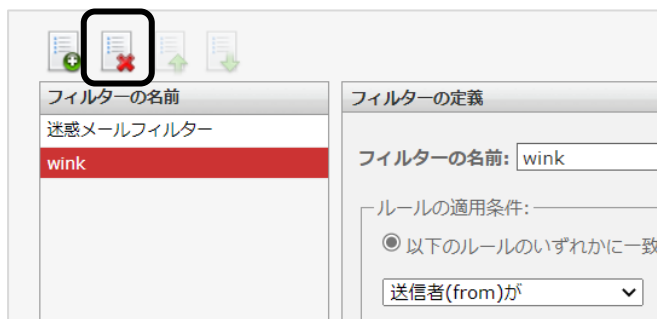 フィルターの名前
フィルターの定義
迷惑メールフィルター
wink
フィルターの名前: wink
ルールの適用条件:
以下のルールのいずれかに一致
送信者(from)が